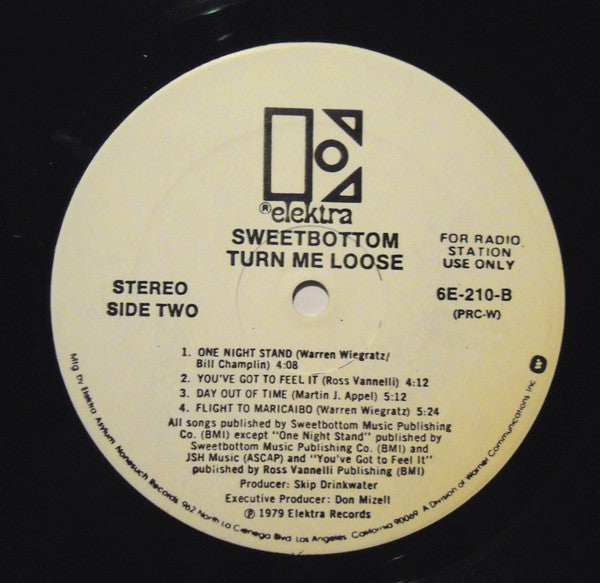 ®elektra
SWEETBOTTOM
TURN ME LOOSE
FOR RADIO
STATION
USE ONLY
STEREO
SIDE TWO
6E-210-B
(PRC-W)
1. ONE NIGHT STAND (Warren Wiegratz/
Bill Champlin) 4:08
2. YOU'VE GOT TO FEEL IT (Ross Vannelli) 4:12
3. DAY OUT OF TIME (Martin J. Appel) 5:12
4. FLIGHT TO MARICAIBO (Warren Wiegratz) 5:24
All songs published by Sweetbottom Music Publishing
Co. (BMI) except "One Night Stand" published by
Sweetbottom Music Publishing Co. (BMI) and
JSH Music (ASCAP) and "You've Got to Feel It"
published by Ross Vannelli Publishing (BMI)
Producer: Skip Drinkwater
Executive Producer: Don Mizell
℗ 1979 Elektra Records
Mfg by Elektra Asylum Nonesuch Records 962 North La Cienega Blvd Los Angeles California 90069 A Division of Warner Communications Inc